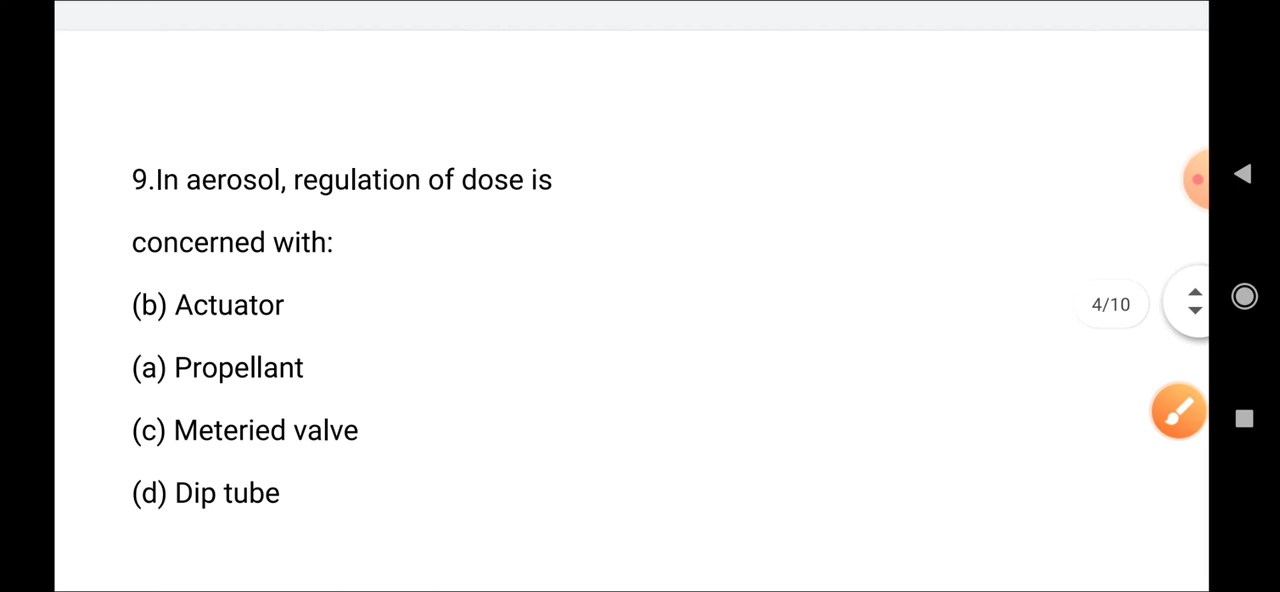 9.In aerosol, regulation of dose is
concerned with:
(b) Actuator
(a) Propellant
(c) Meteried valve
(d) Dip tube
4/10